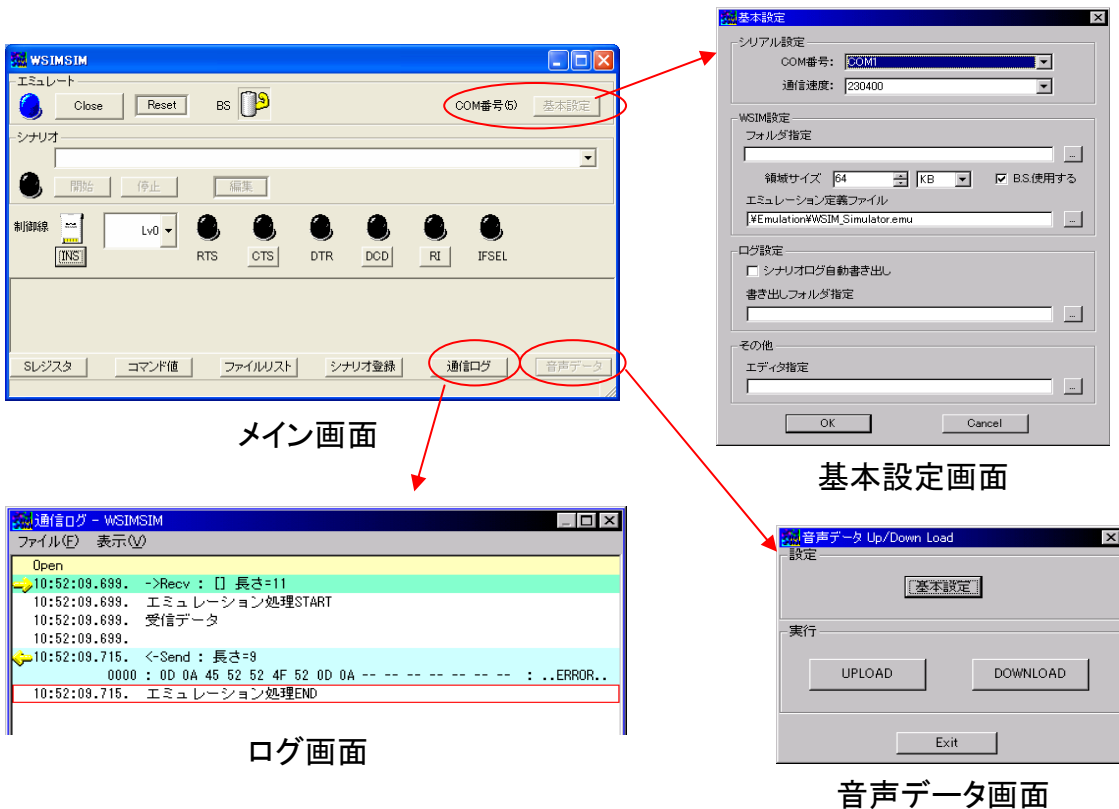 WSIMSIM
エミュレート
Close
Reset
BS
COM番号(5)
基本設定
シナリオ
開始
停止
編集
制御線
INS
Lv0
RTS
CTS
DTR
DCD
RI
IFSEL
Sレジスタ
コマンド値
ファイルリスト
シナリオ登録
通信ログ
音声データ
メイン画面
基本設定
シリアル設定
COM番号: COM1
通信速度: 230400
WSIM設定
フォルダ指定
...
領域サイズ 64 KB B.S.使用する
エミュレーション定義ファイル
¥Emulation¥WSIM_Simulator.emu ...
ログ設定
シナリオログ自動書き出し
書き出しフォルダ指定
...
その他
エディタ指定
...
OK Cancel
基本設定画面
通信ログ - WSIMSIM
ファイル(F) 表示(V)
Open
10:52:09.699. ->Recv : [] 長さ=11
10:52:09.699. エミュレーション処理START
10:52:09.699. 受信データ
10:52:09.699.
10:52:09.715. <-Send : 長さ=9
0000 : 0D 0A 45 52 52 4F 52 0D 0A -- -- -- -- -- -- -- : ..ERROR..
10:52:09.715. エミュレーション処理END
ログ画面
音声データ Up/Down Load
設定
基本設定
実行
UPLOAD DOWNLOAD
Exit
音声データ画面